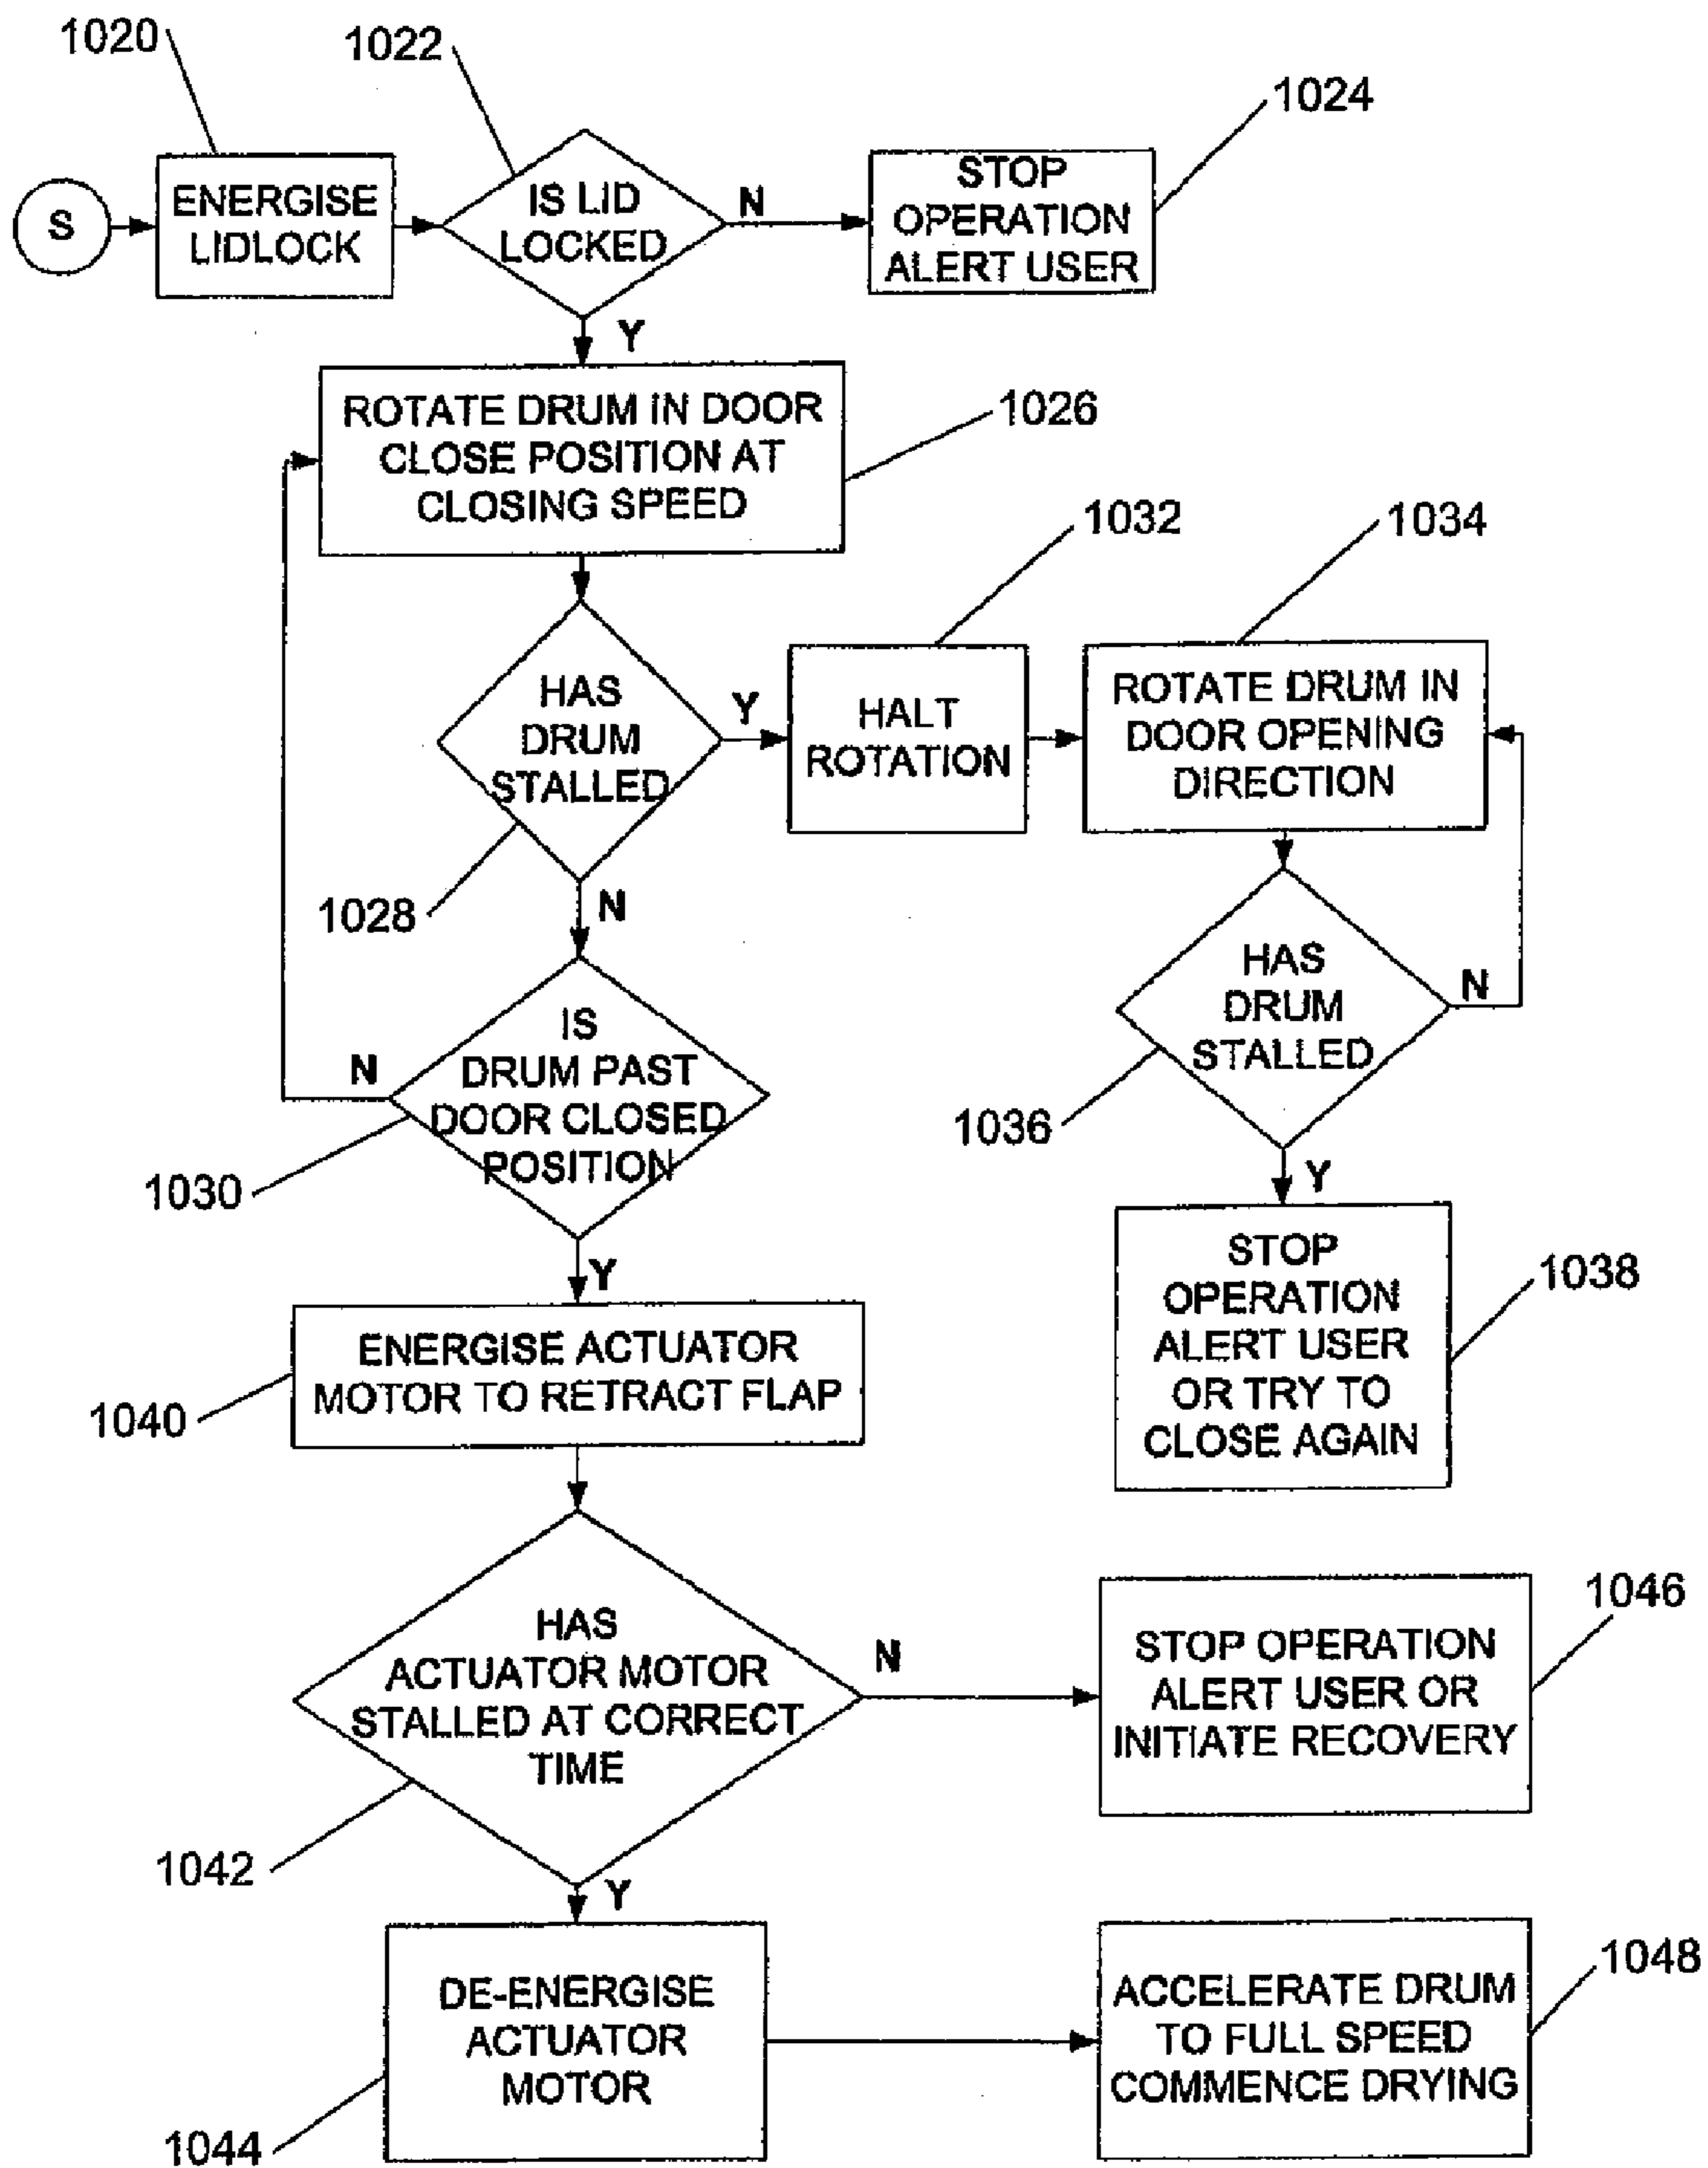 1020
1022
1024
S
ENERGISE
LIDLOCK
IS LID
LOCKED
N
STOP
OPERATION
ALERT USER
Y
ROTATE DRUM IN DOOR
CLOSE POSITION AT
CLOSING SPEED
1026
1032
1034
HAS
DRUM
STALLED
Y
HALT
ROTATION
ROTATE DRUM IN
DOOR OPENING
DIRECTION
1028
N
HAS
DRUM
STALLED
N
1036
IS
DRUM PAST
DOOR CLOSED
POSITION
N
1030
Y
Y
STOP
OPERATION
ALERT USER
OR TRY TO
CLOSE AGAIN
1038
ENERGISE ACTUATOR
MOTOR TO RETRACT FLAP
1040
HAS
ACTUATOR MOTOR
STALLED AT CORRECT
TIME
N
1046
STOP OPERATION
ALERT USER OR
INITIATE RECOVERY
1042
Y
DE-ENERGISE
ACTUATOR
MOTOR
1044
ACCELERATE DRUM
TO FULL SPEED
COMMENCE DRYING
1048